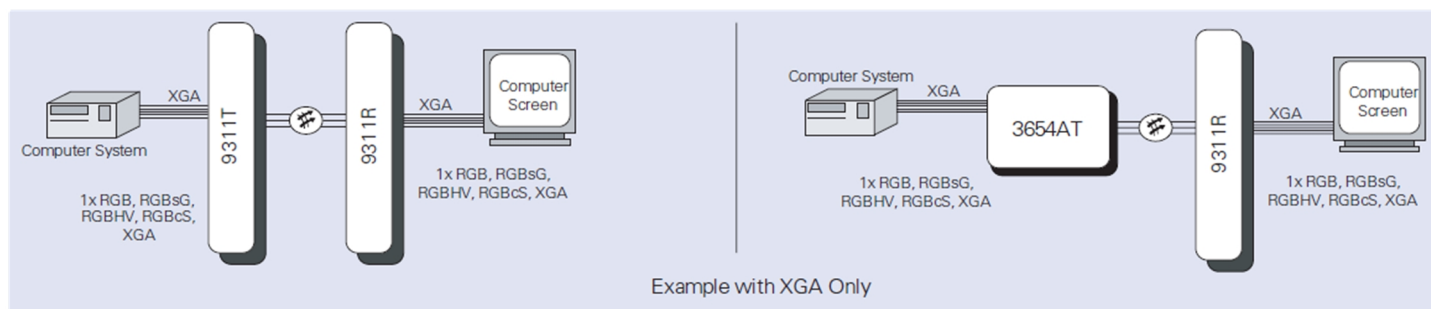 XGA
Computer System
1x RGB, RGBsG,
RGBHV, RGBcS,
XGA
9311T
9311R
XGA
Computer
Screen
1x RGB, RGBsG,
RGBHV, RGBcS, XGA
Computer System
XGA
1x RGB, RGBsG,
RGBHV, RGBcS, XGA
3654AT
9311R
XGA
Computer
Screen
1x RGB, RGBsG,
RGBHV, RGBcS, XGA
Example with XGA Only